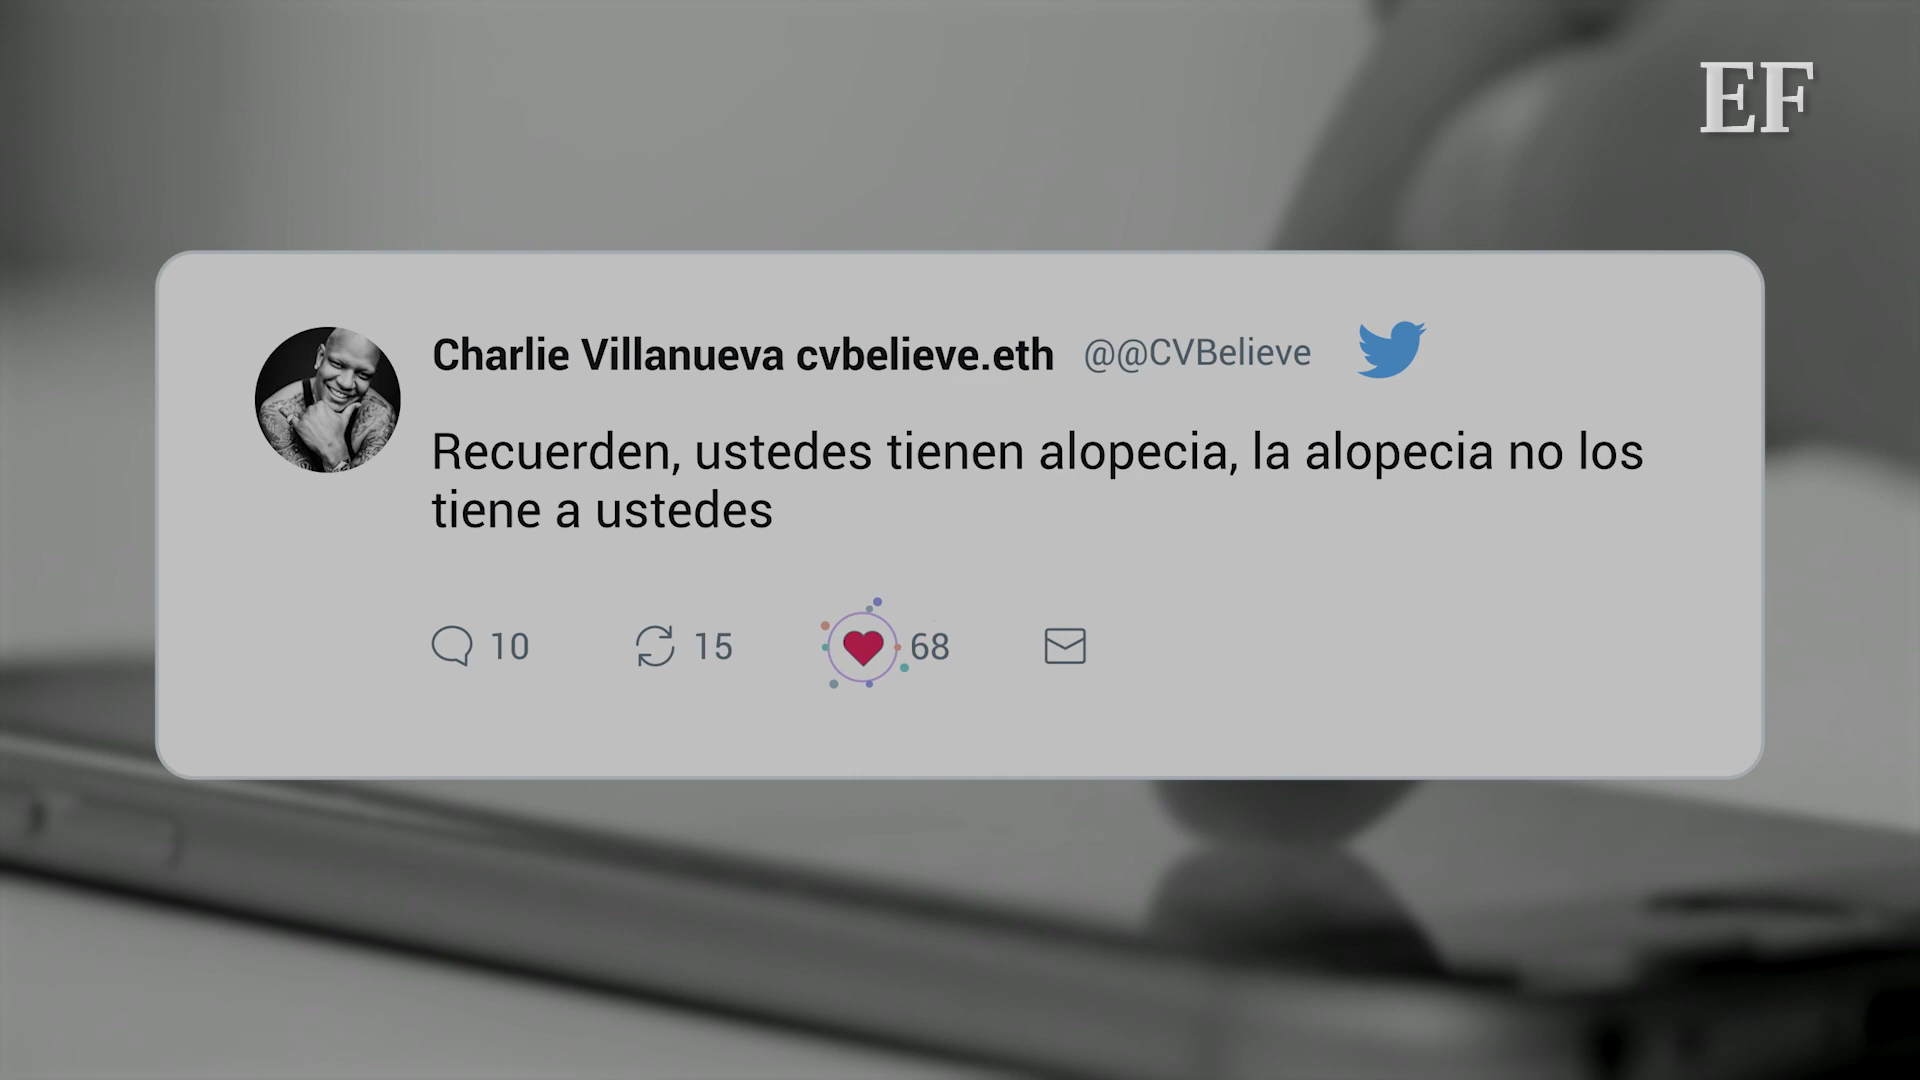 EF
Charlie Villanueva cvbelieve.eth @@CVBelieve
Recuerden, ustedes tienen alopecia, la alopecia no los
tiene a ustedes
10 15 68